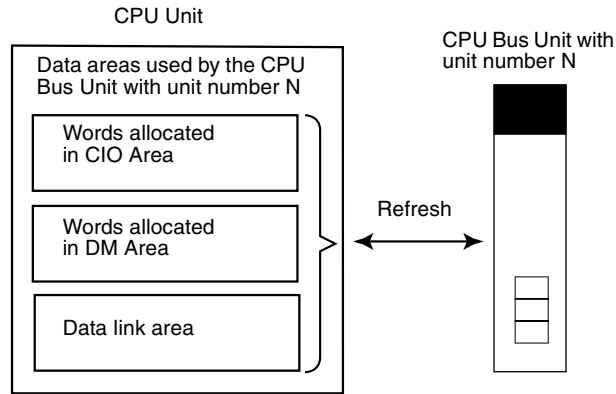 CPU Unit
Data areas used by the CPU
Bus Unit with unit number N
Words allocated
in CIO Area
Words allocated
in DM Area
Data link area
Refresh
CPU Bus Unit with
unit number N